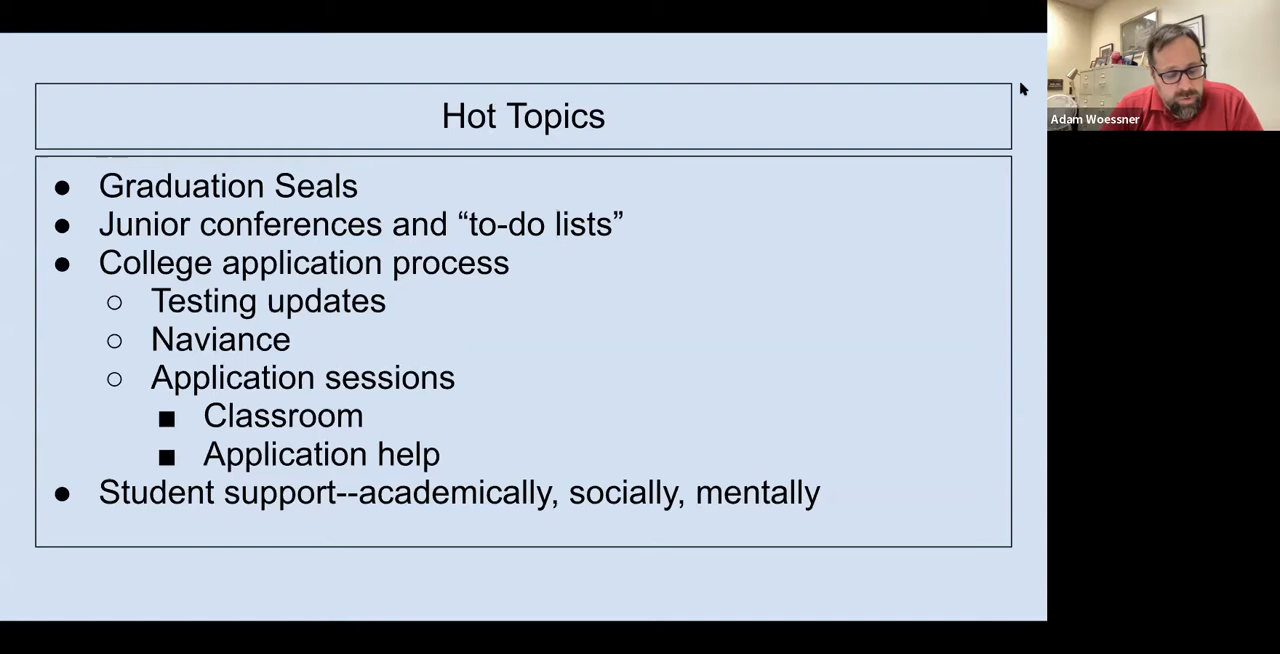 Hot Topics
● Graduation Seals
● Junior conferences and “to-do lists”
● College application process
○ Testing updates
○ Naviance
○ Application sessions
■ Classroom
■ Application help
● Student support--academically, socially, mentally
Adam Woessner